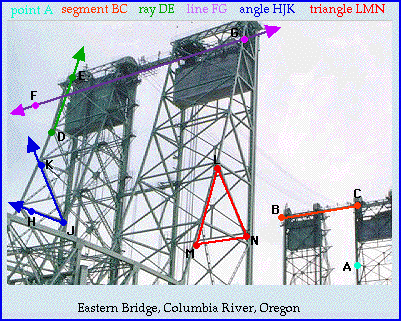 point A segment BC ray DE line FG angle HJK triangle LMN
G
E
F
D
L
K
C
B
H
J
N
M
A
Eastern Bridge, Columbia River, Oregon